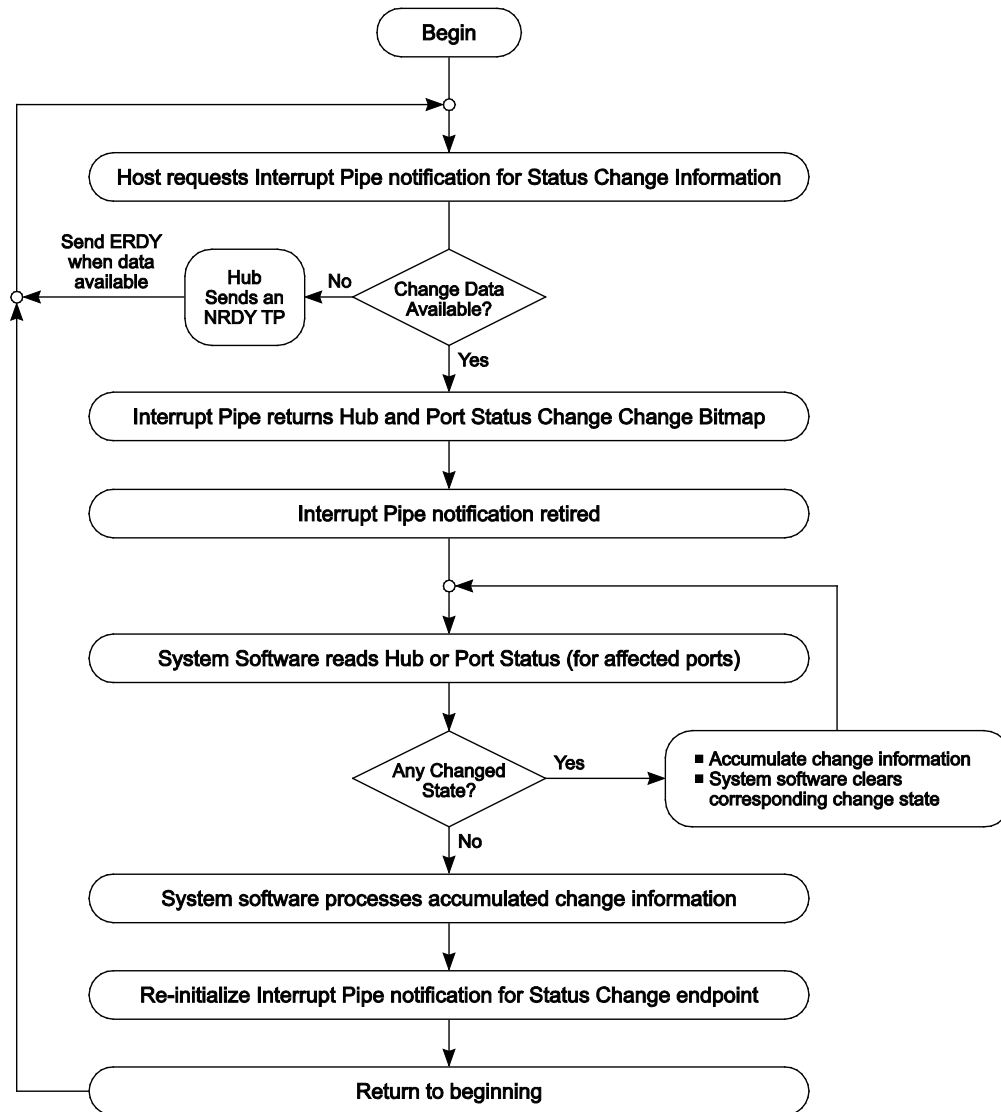 Begin
Host requests Interrupt Pipe notification for Status Change Information
Send ERDY
when data
available
Hub
Sends an
NRDY TP
No
Change Data
Available?
Yes
Interrupt Pipe returns Hub and Port Status Change Change Bitmap
Interrupt Pipe notification retired
System Software reads Hub or Port Status (for affected ports)
Any Changed
State?
Yes
■ Accumulate change information
■ System software clears
corresponding change state
No
System software processes accumulated change information
Re-initialize Interrupt Pipe notification for Status Change endpoint
Return to beginning